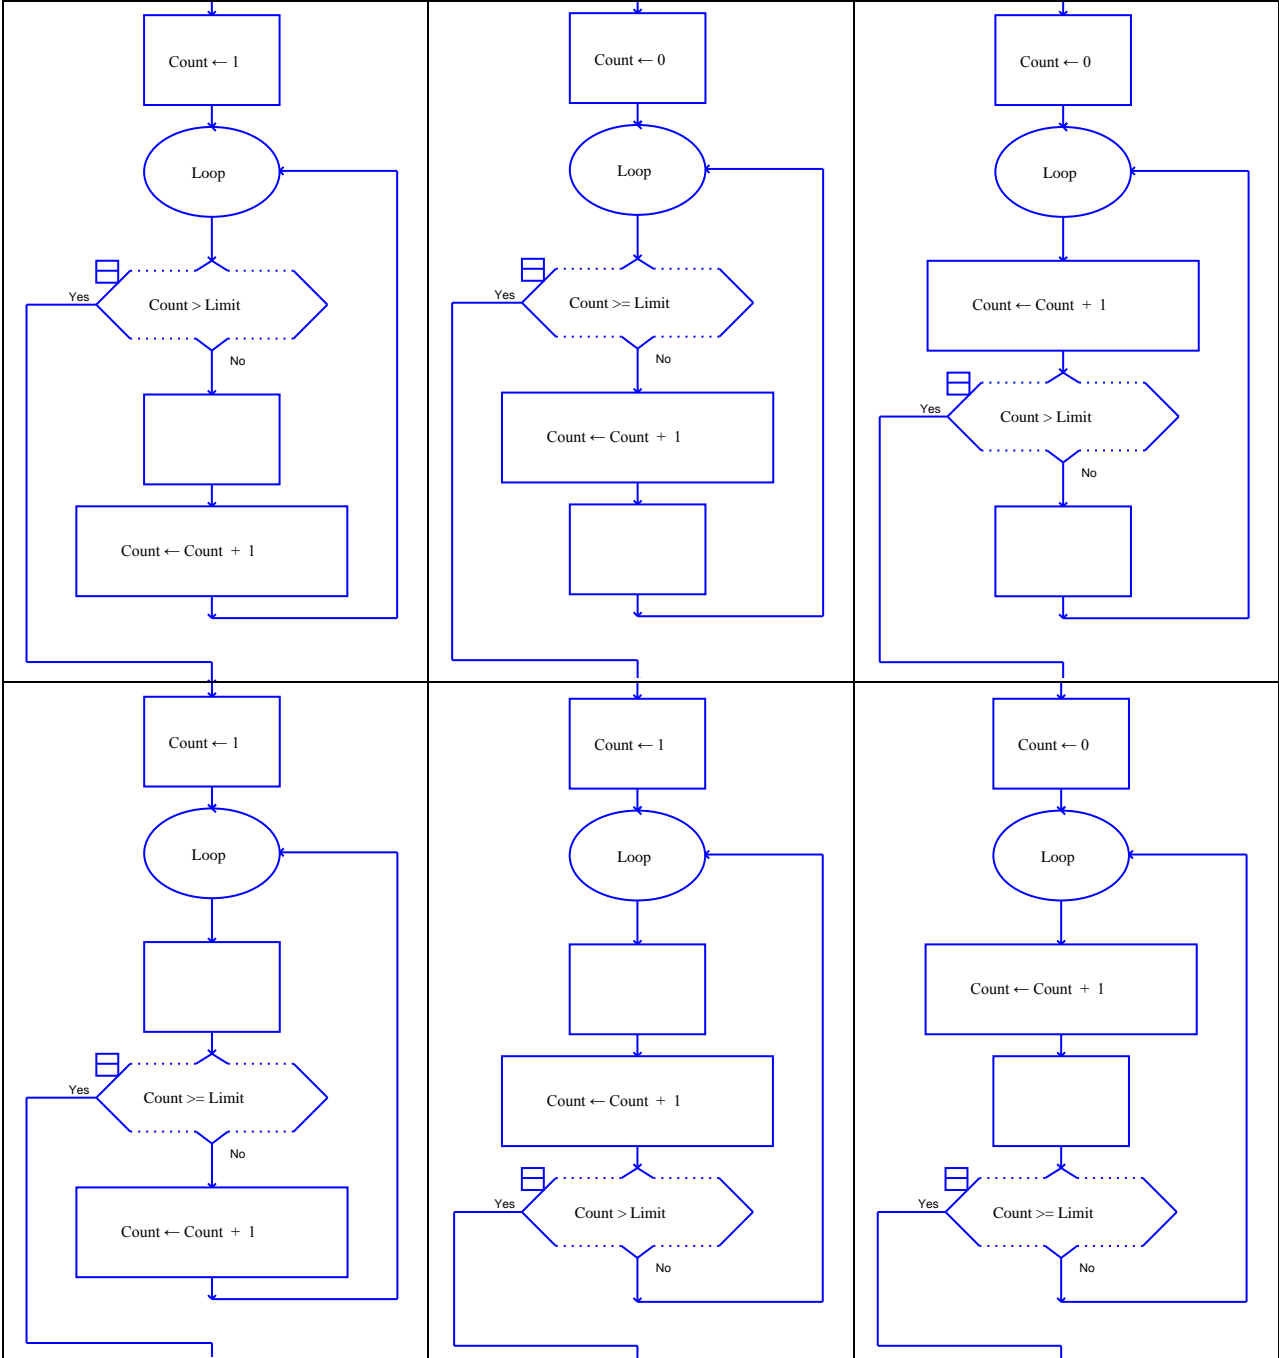 Count ← 1
Loop
Yes
Count > Limit
No
Count ← Count + 1
Count ← 0
Loop
Yes
Count >= Limit
No
Count ← Count + 1
Count ← 0
Loop
Count ← Count + 1
Yes
Count > Limit
No
Count ← 1
Loop
Yes
Count >= Limit
No
Count ← Count + 1
Count ← 1
Loop
Count ← Count + 1
Yes
Count > Limit
No
Count ← 0
Loop
Count ← Count + 1
Yes
Count >= Limit
No